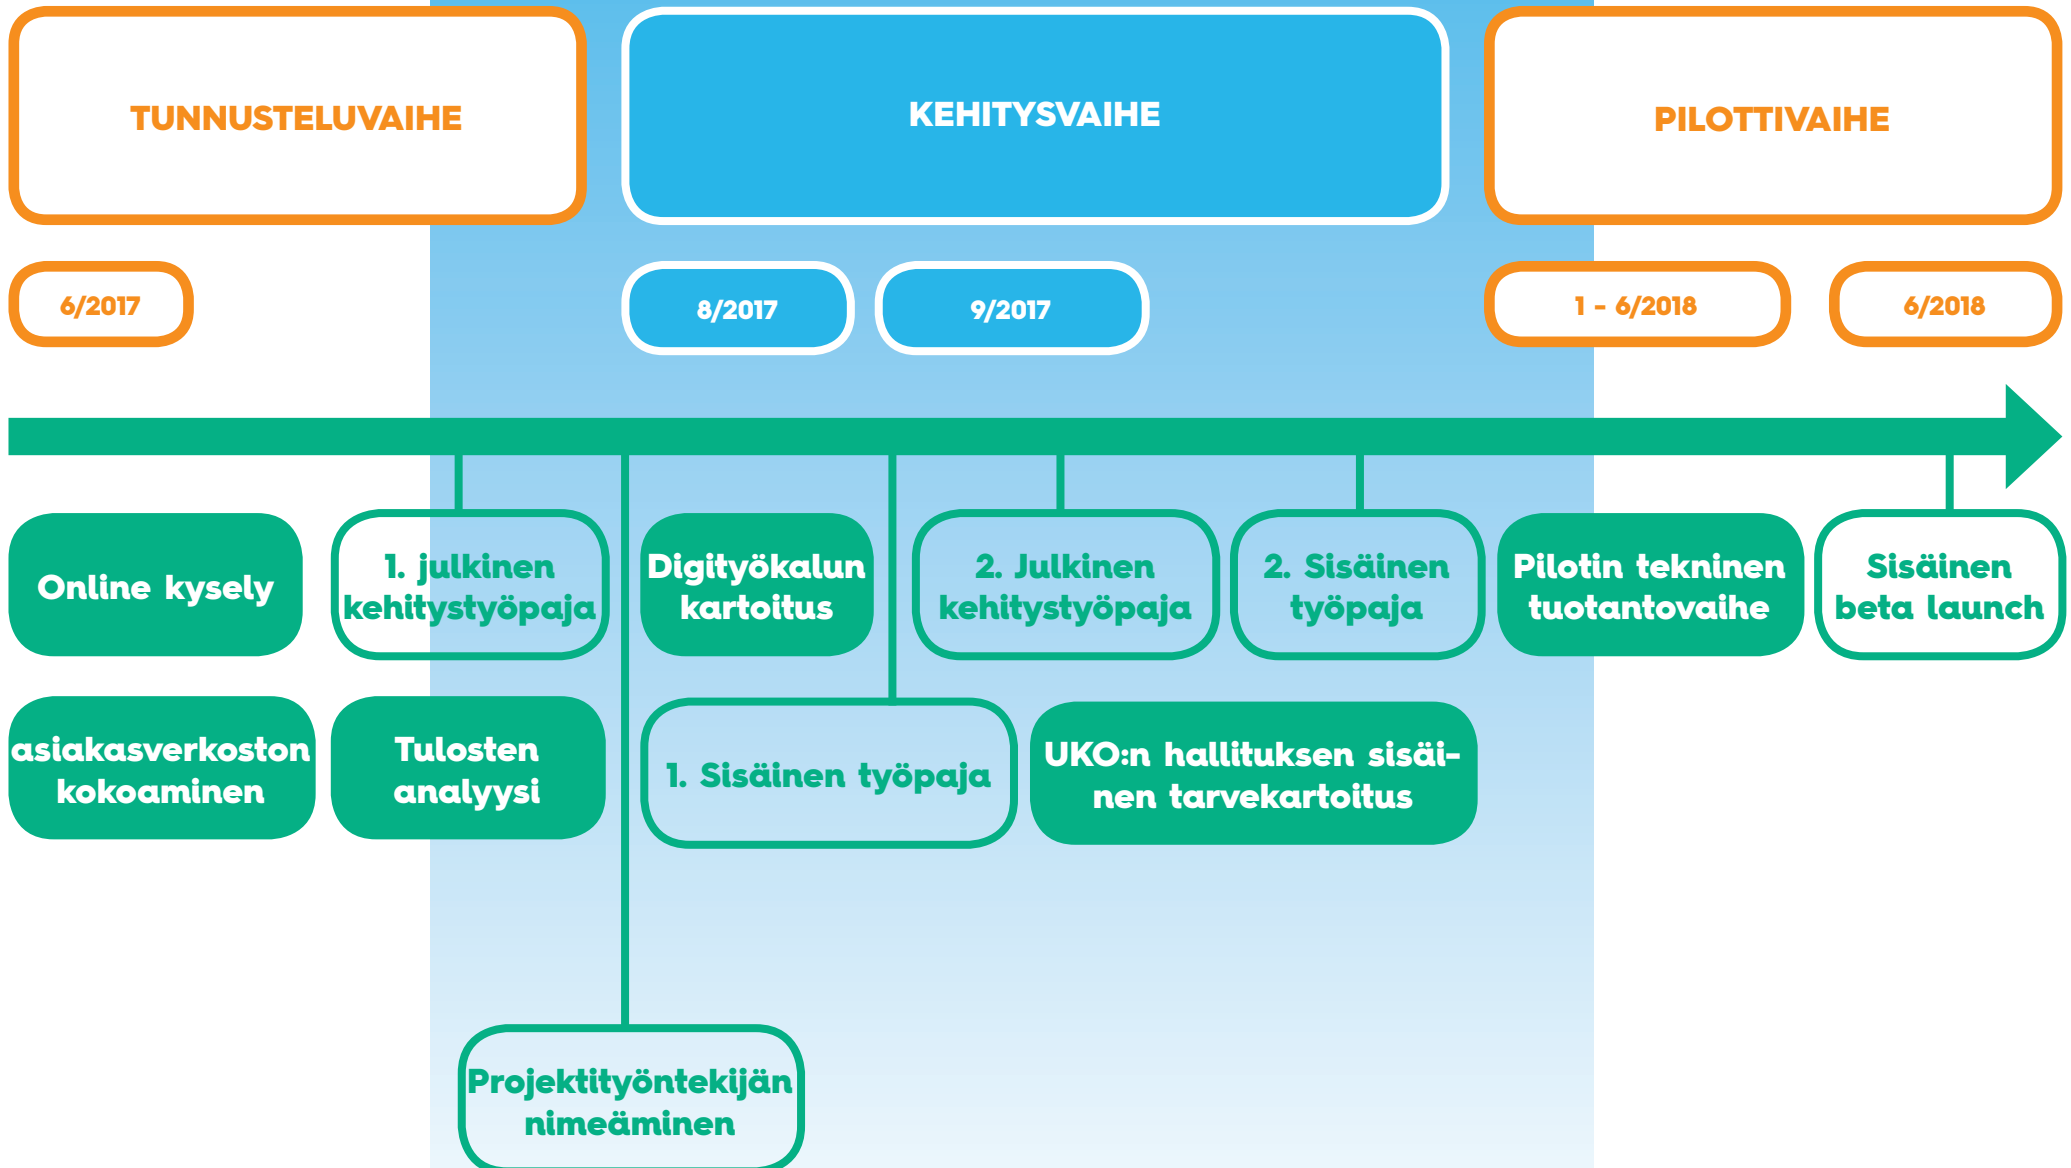 TUNNUSTELUVAIHE
KEHITYSVAIHE
PILOTTIVAIHE
6/2017
8/2017
9/2017
1 - 6/2018
6/2018
Online kysely
1. julkinen
kehitystyöpaja
Digityökalun
kartoitus
2. Julkinen
kehitystyöpaja
2. Sisäinen
työpaja
Pilotin tekninen
tuotantovaihe
Sisäinen
beta launch
asiakasverkoston
kokoaminen
Tulosten
analyysi
1. Sisäinen työpaja
UKO:n hallituksen sisäi-
nen tarvekartoitus
Projektityöntekijän
nimeäminen